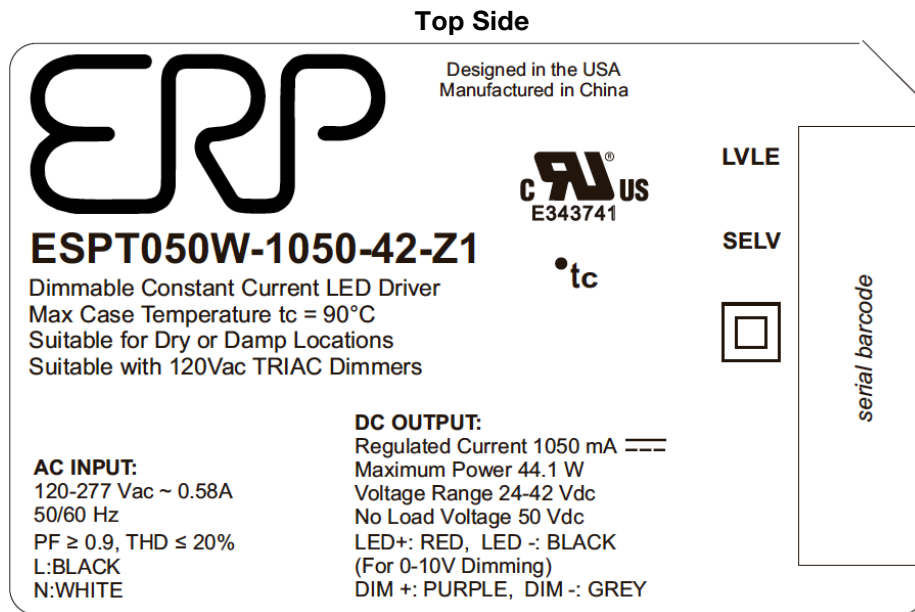 Top Side
ERP
Designed in the USA
Manufactured in China
LVLE
C RU® US
E343741
SELV
ESPT050W-1050-42-Z1
•tc
Dimmable Constant Current LED Driver
Max Case Temperature tc = 90°C
Suitable for Dry or Damp Locations
Suitable with 120Vac TRIAC Dimmers
serial barcode
AC INPUT:
120-277 Vac ~ 0.58A
50/60 Hz
PF ≥ 0.9, THD ≤ 20%
L:BLACK
N:WHITE
DC OUTPUT:
Regulated Current 1050 mA
Maximum Power 44.1 W
Voltage Range 24-42 Vdc
No Load Voltage 50 Vdc
LED+: RED, LED -: BLACK
(For 0-10V Dimming)
DIM +: PURPLE, DIM -: GREY